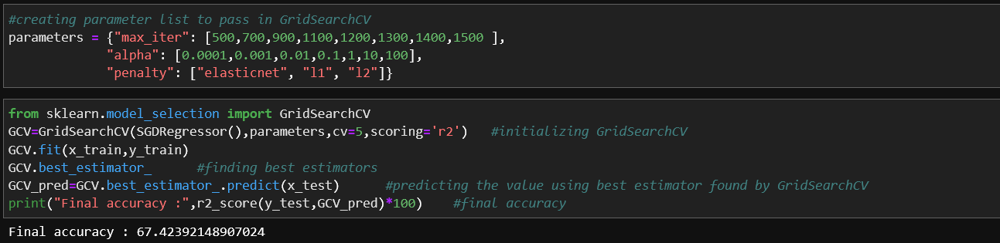 #creating parameter list to pass in GridSearchCV
parameters = {"max_iter": [500,700,900,1100,1200,1300,1400,1500 ],
"alpha": [0.0001,0.001,0.01,0.1,1,10,100],
"penalty": ["elasticnet", "l1", "l2"]}
from sklearn.model_selection import GridSearchCV
GCV=GridSearchCV(SGDRegressor(),parameters,cv=5,scoring='r2')   #initializing GridSearchCV
GCV.fit(x_train,y_train)
GCV.best_estimator_      #finding best estimators
GCV_pred=GCV.best_estimator_.predict(x_test)      #predicting the value using best estimator found by GridSearchCV
print("Final accuracy :",r2_score(y_test,GCV_pred)*100)    #final accuracy
Final accuracy : 67.42392148907024